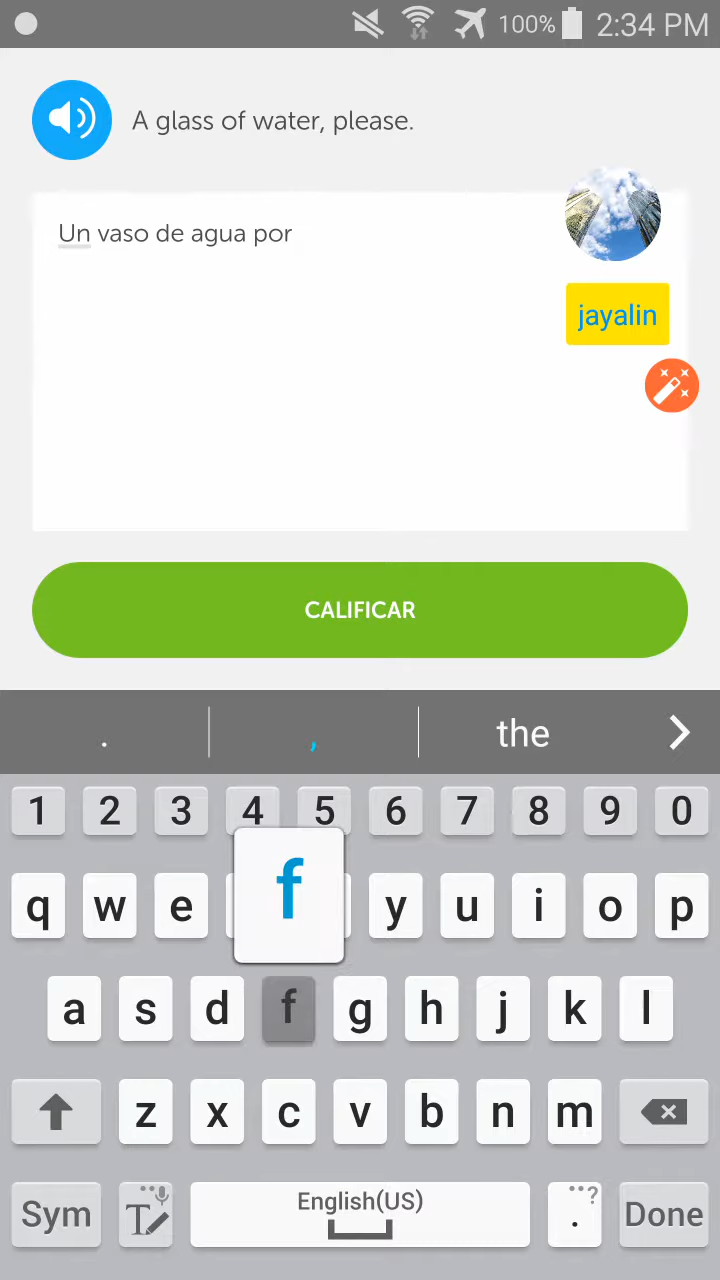 100% 2:34 PM
A glass of water, please.
Un vaso de agua por
jayalin
CALIFICAR
. , the
1 2 3 4 5 6 7 8 9 0
f
q w e y u i o p
a s d f g h j k l
z x c v b n m
Sym T English(US) . ? Done